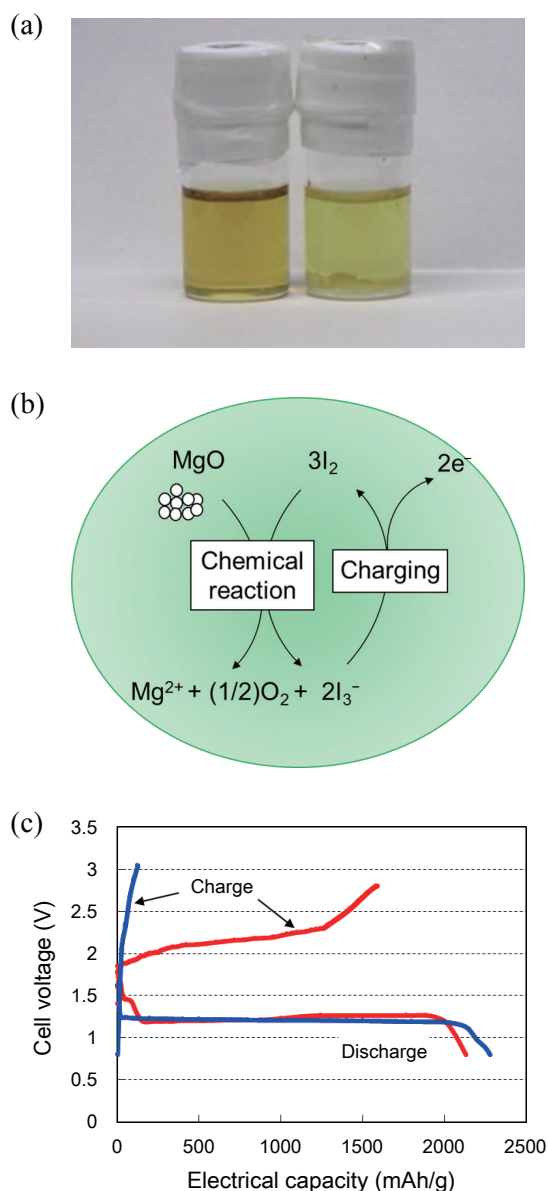 (a)
(b)
MgO 3I₂ 2e⁻
Chemical
reaction
Charging
Mg²⁺ + (1/2)O₂ + 2I₃⁻
(c)
3.5
3
2.5
2
1.5
1
0.5
0
Cell voltage (V)
Charge
Discharge
0 500 1000 1500 2000 2500
Electrical capacity (mAh/g)